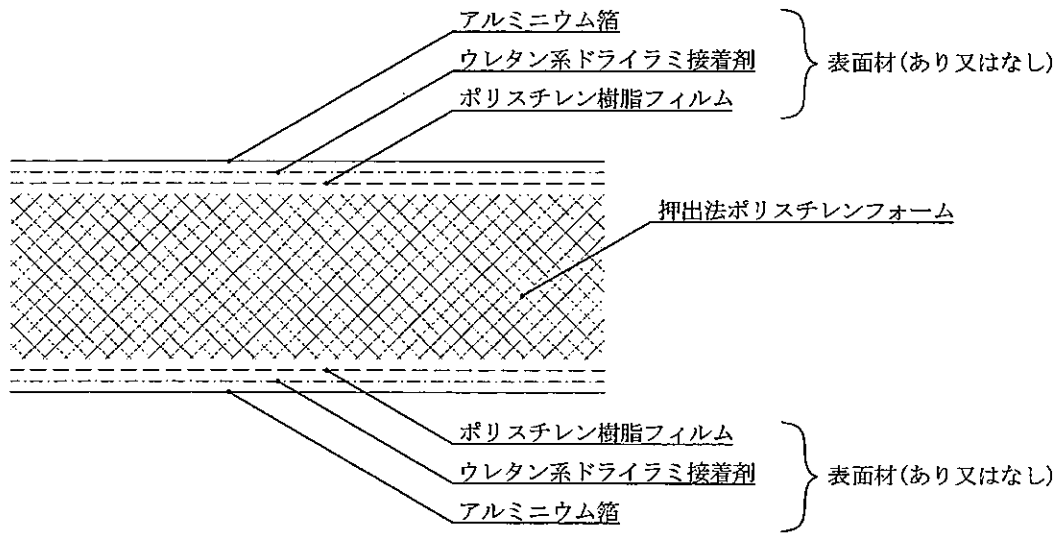 アルミニウム箔
ウレタン系ドライラミ接着剤
表面材(あり又はなし)
ポリスチレン樹脂フィルム
押出法ポリスチレンフォーム
ポリスチレン樹脂フィルム
ウレタン系ドライラミ接着剤
表面材(あり又はなし)
アルミニウム箔